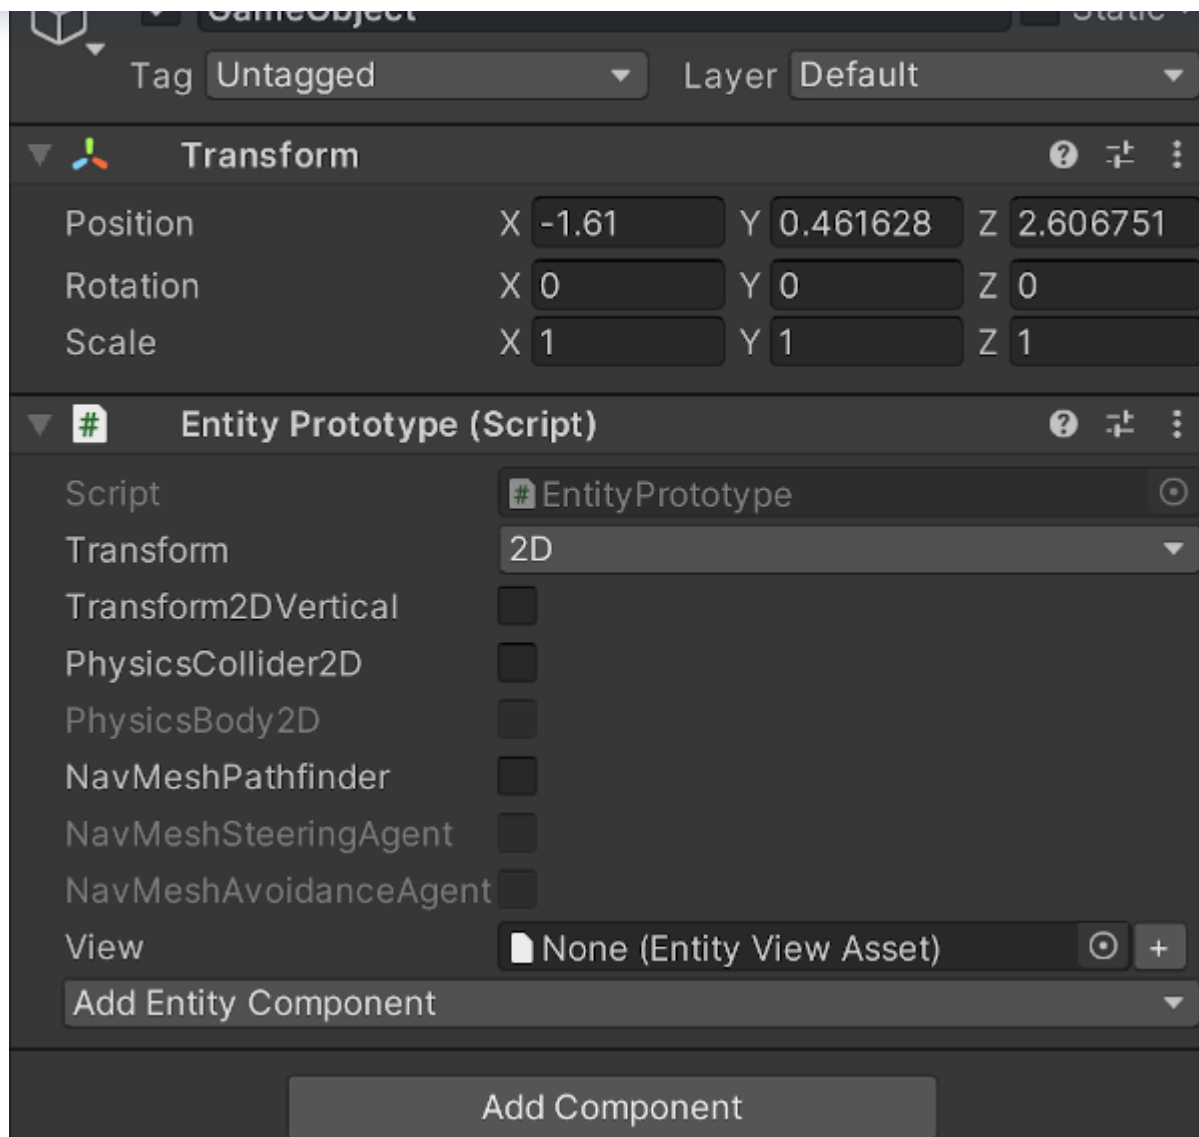 GameObject Static
Tag Untagged Layer Default
Transform
Position X -1.61 Y 0.461628 Z 2.606751
Rotation X 0 Y 0 Z 0
Scale X 1 Y 1 Z 1
# Entity Prototype (Script)
Script # EntityPrototype
Transform 2D
Transform2DVertical
PhysicsCollider2D
PhysicsBody2D
NavMeshPathfinder
NavMeshSteeringAgent
NavMeshAvoidanceAgent
View None (Entity View Asset) +
Add Entity Component
Add Component